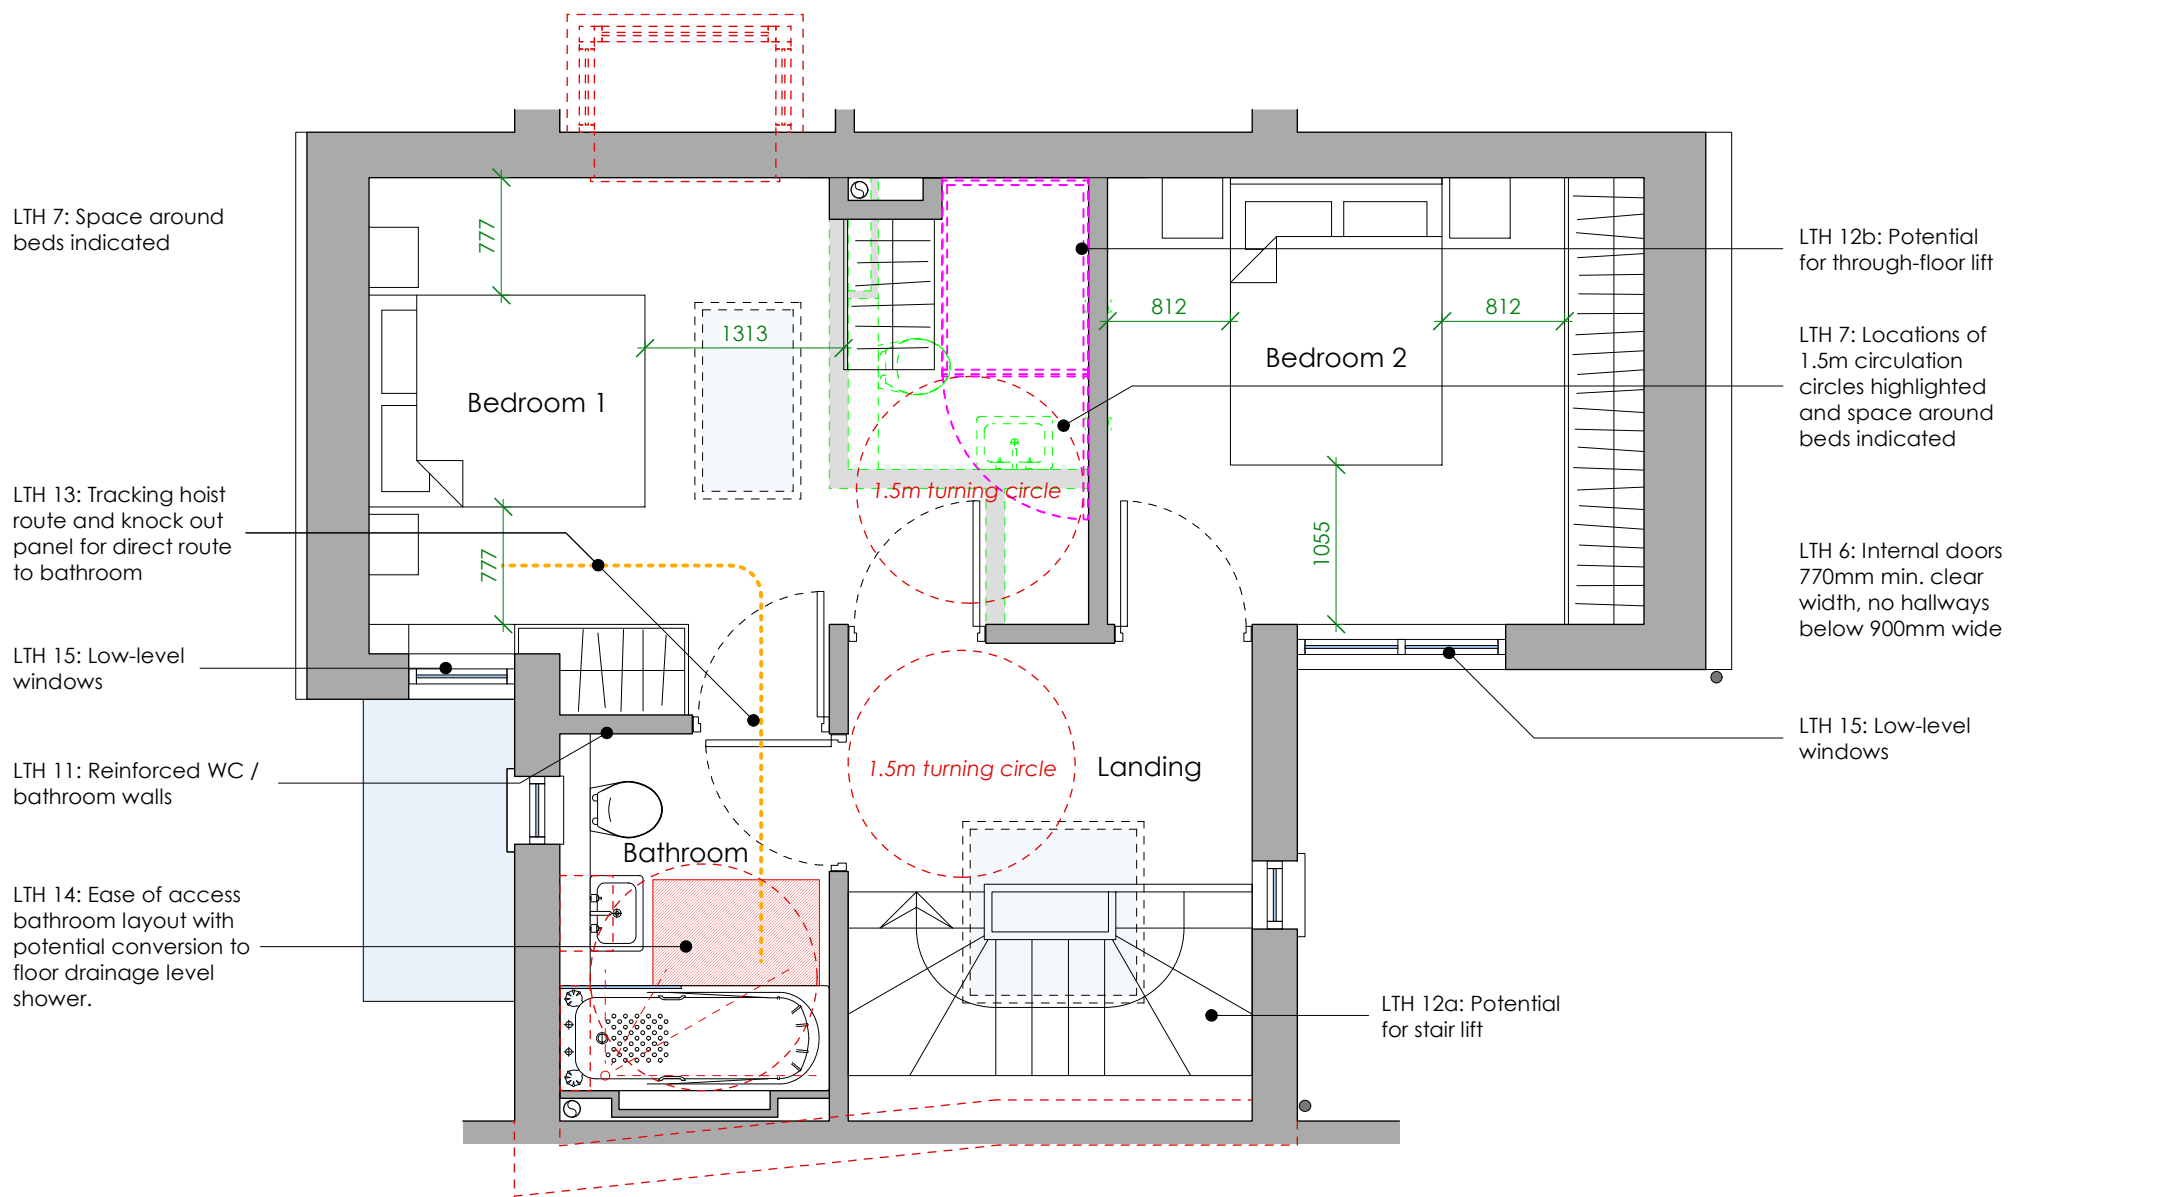 LTH 7: Space around
beds indicated
LTH 13: Tracking hoist
route and knock out
panel for direct route
to bathroom
LTH 15: Low-level
windows
LTH 11: Reinforced WC /
bathroom walls
LTH 14: Ease of access
bathroom layout with
potential conversion to
floor drainage level
shower.
777
1313
Bedroom 1
777
812
812
Bedroom 2
1055
1.5m turning circle
1.5m turning circle
Landing
Bathroom
LTH 12b: Potential
for through-floor lift
LTH 7: Locations of
1.5m circulation
circles highlighted
and space around
beds indicated
LTH 6: Internal doors
770mm min. clear
width, no hallways
below 900mm wide
LTH 15: Low-level
windows
LTH 12a: Potential
for stair lift